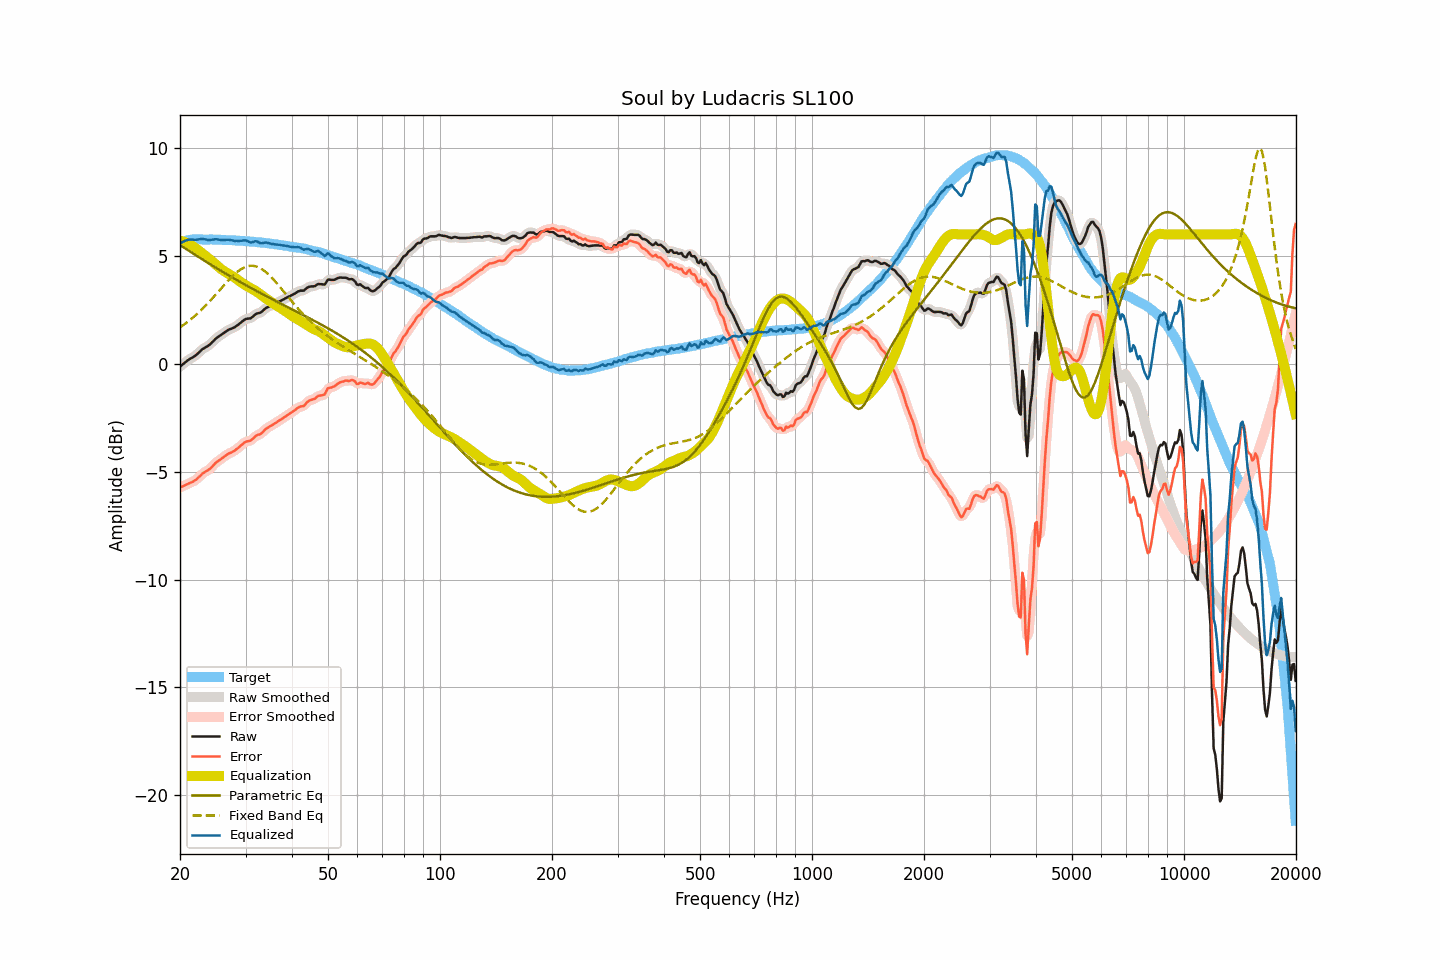 Soul by Ludacris SL100
10
5
0
−5
−10
−15
−20
Amplitude (dBr)
Target
Raw Smoothed
Error Smoothed
Raw
Error
Equalization
Parametric Eq
Fixed Band Eq
Equalized
20 50 100 200 500 1000 2000 5000 10000 20000
Frequency (Hz)